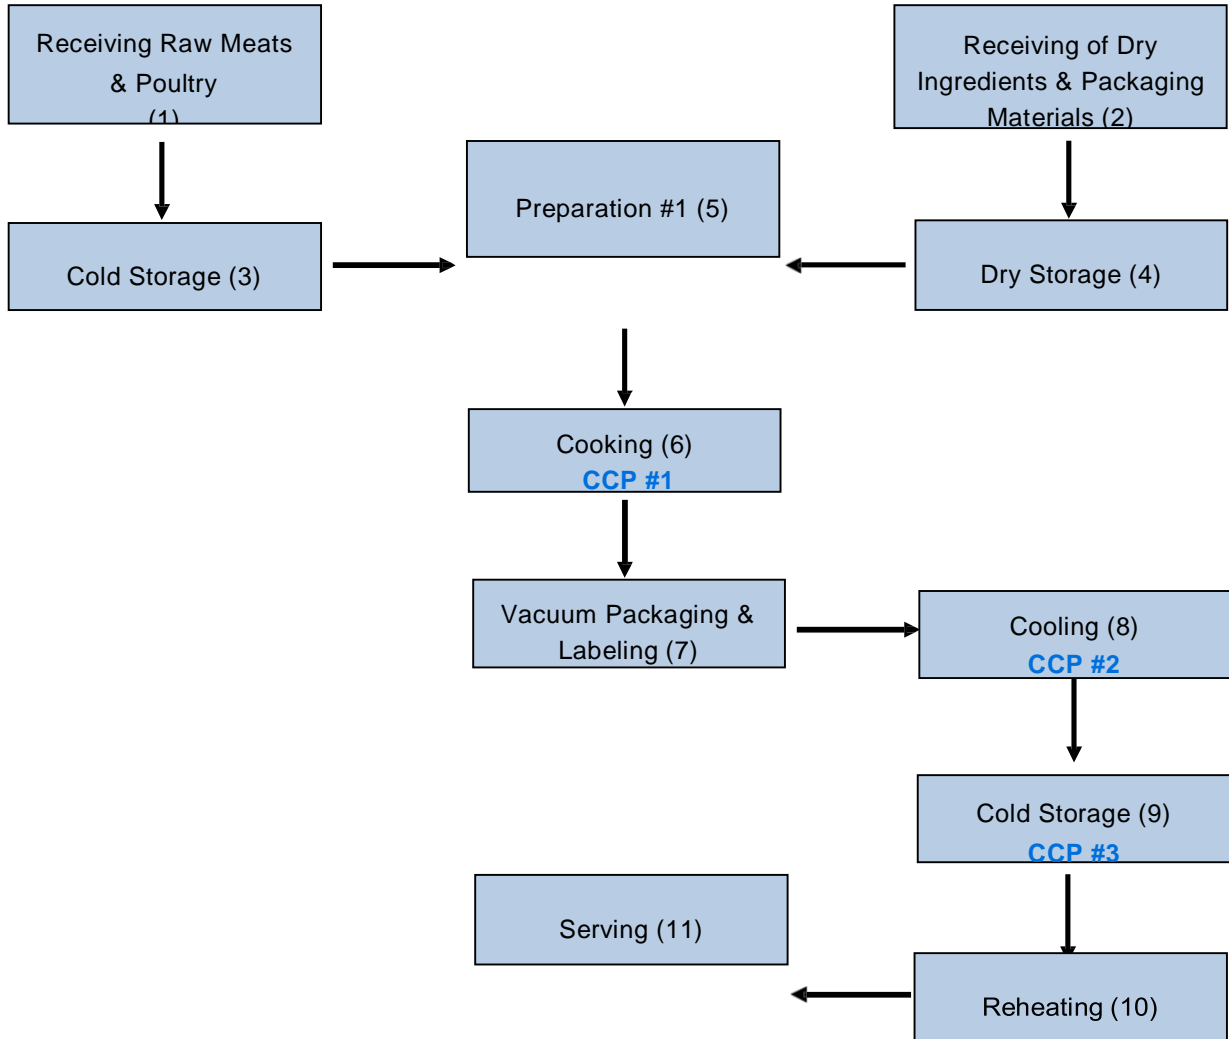 Receiving Raw Meats
& Poultry
(1)
Receiving of Dry
Ingredients & Packaging
Materials (2)
Preparation #1 (5)
Cold Storage (3)
Dry Storage (4)
Cooking (6)
CCP #1
Vacuum Packaging &
Labeling (7)
Cooling (8)
CCP #2
Cold Storage (9)
CCP #3
Serving (11)
Reheating (10)